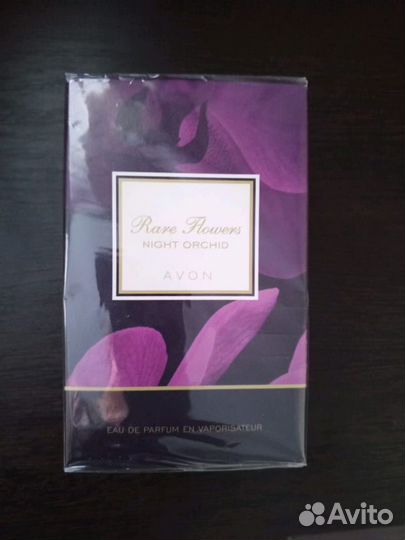 Rare Flowers
NIGHT ORCHID
AVON
EAU DE PARFUM EN VAPORISATEUR
Avito